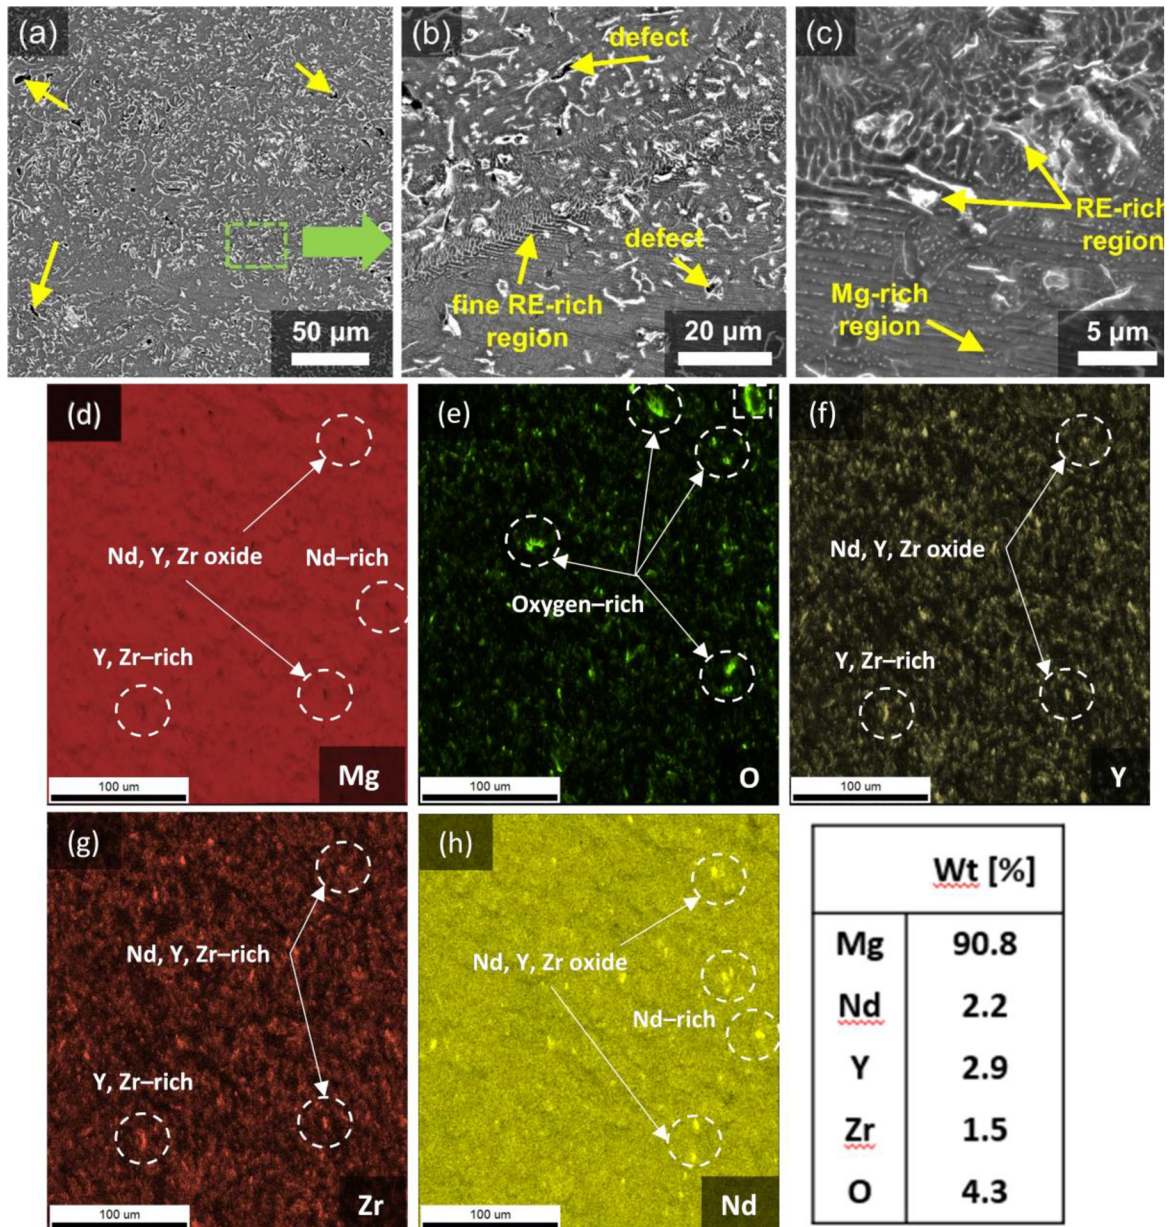 (a)
50 µm
(b)
defect
defect
fine RE-rich
region
20 µm
(c)
RE-rich
region
Mg-rich
region
5 µm
(d)
Nd, Y, Zr oxide
Nd–rich
Y, Zr–rich
100 um
Mg
(e)
Oxygen–rich
100 um
O
(f)
Nd, Y, Zr oxide
Y, Zr–rich
100 um
Y
(g)
Nd, Y, Zr–rich
Y, Zr–rich
100 um
Zr
(h)
Nd, Y, Zr oxide
Nd–rich
100 um
Nd
Wt [%]
Mg 90.8
Nd 2.2
Y 2.9
Zr 1.5
O 4.3